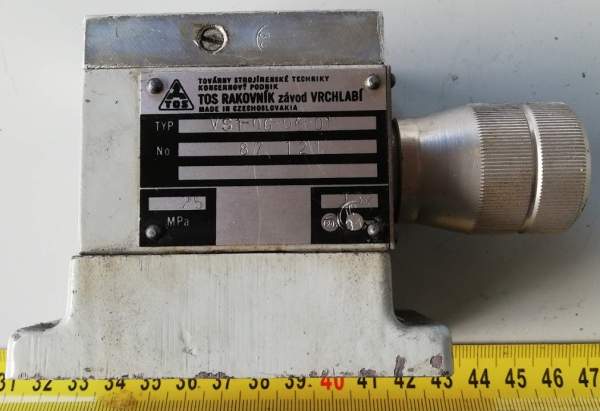 TOVÁRNY STROJÍRENSKÉ TECHNIKY
KONCERNOVÝ PODNIK
TOS RAKOVNÍK závod VRCHLABÍ
MADE IN CZECHOSLOVAKIA
TOS
TYP
No
25
MPa
31 32 33 34 35 36 37 38 39 40 41 42 43 44 45 46 47